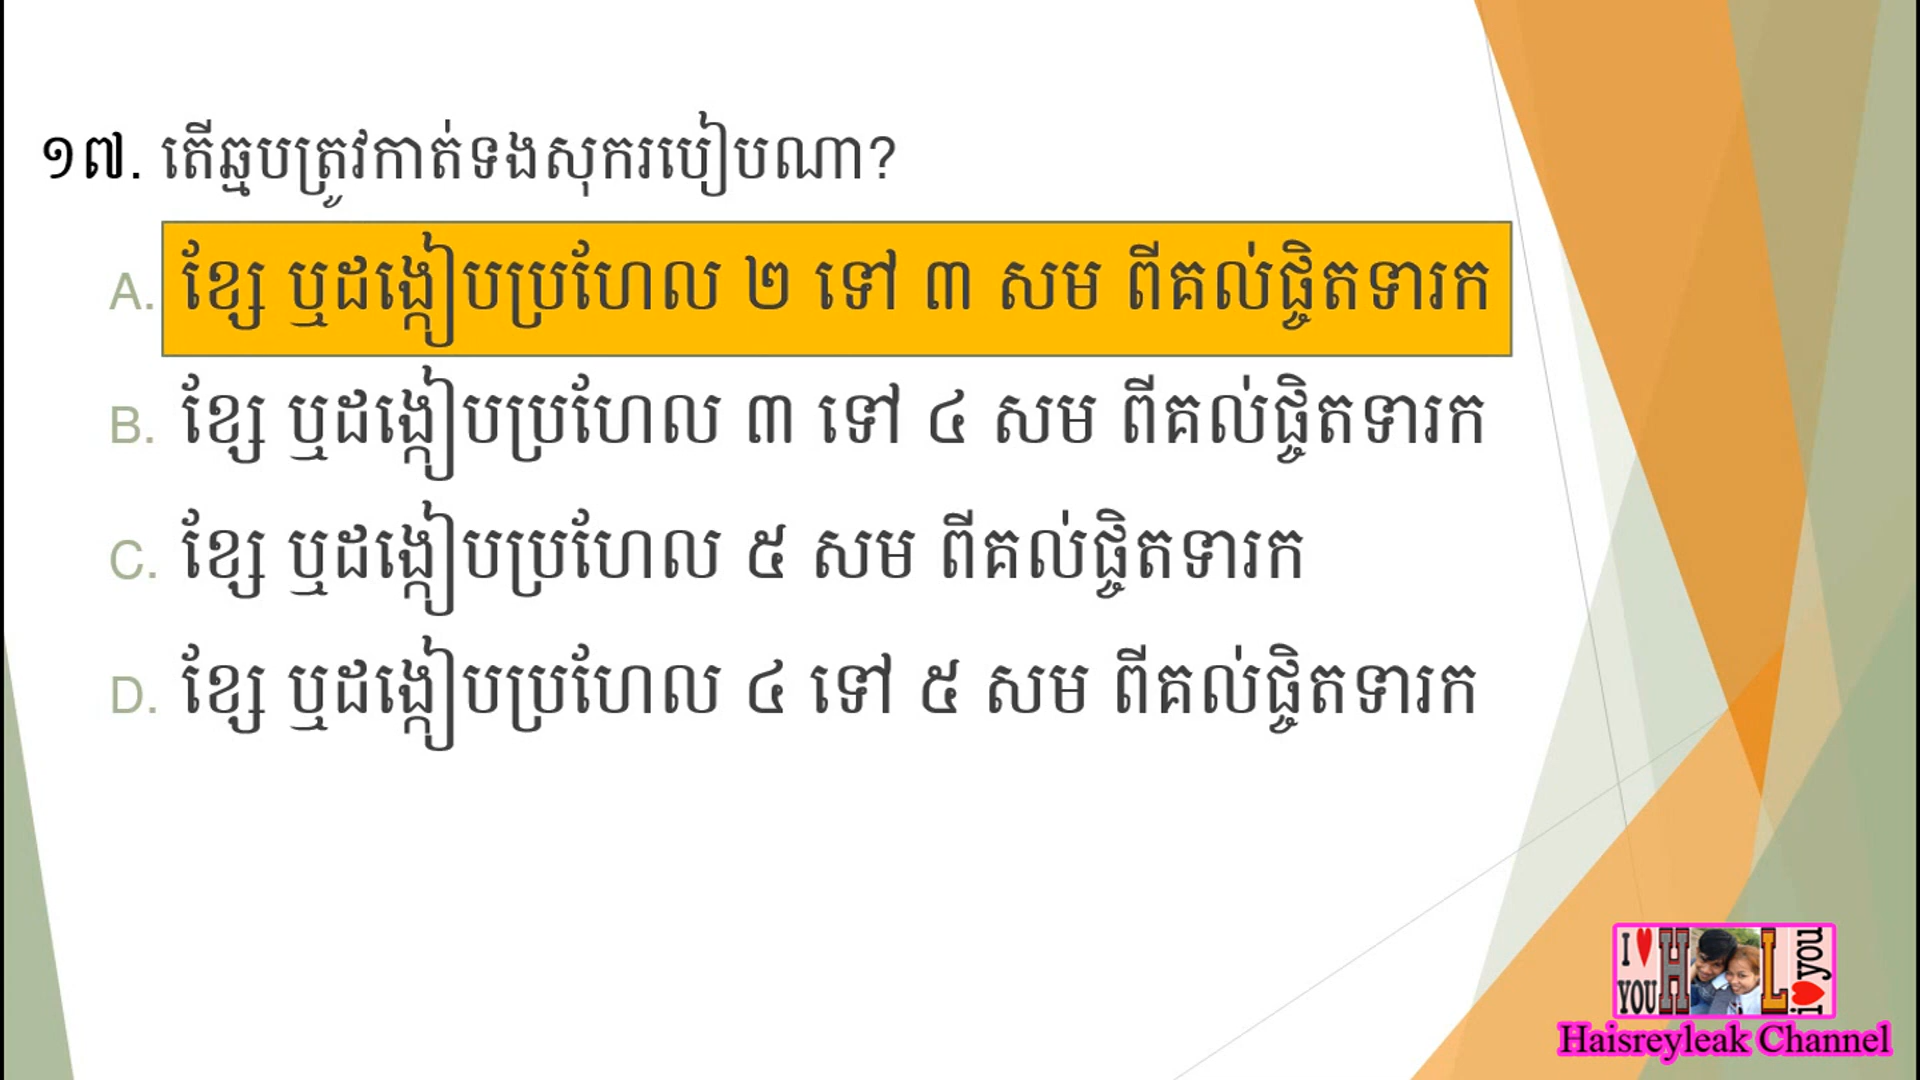 ១៧. តើឆ្មបត្រូវកាត់ទងសុករបៀបណា?
A. ខ្សែ ឬដង្កៀបប្រហែល ២ ទៅ ៣ សម ពីគល់ផ្ចិតទារក
B. ខ្សែ ឬដង្កៀបប្រហែល ៣ ទៅ ៤ សម ពីគល់ផ្ចិតទារក
C. ខ្សែ ឬដង្កៀបប្រហែល ៥ សម ពីគល់ផ្ចិតទារក
D. ខ្សែ ឬដង្កៀបប្រហែល ៤ ទៅ ៥ សម ពីគល់ផ្ចិតទារក
I ♥ YOU H L i ♥ you
Haisreyleak Channel